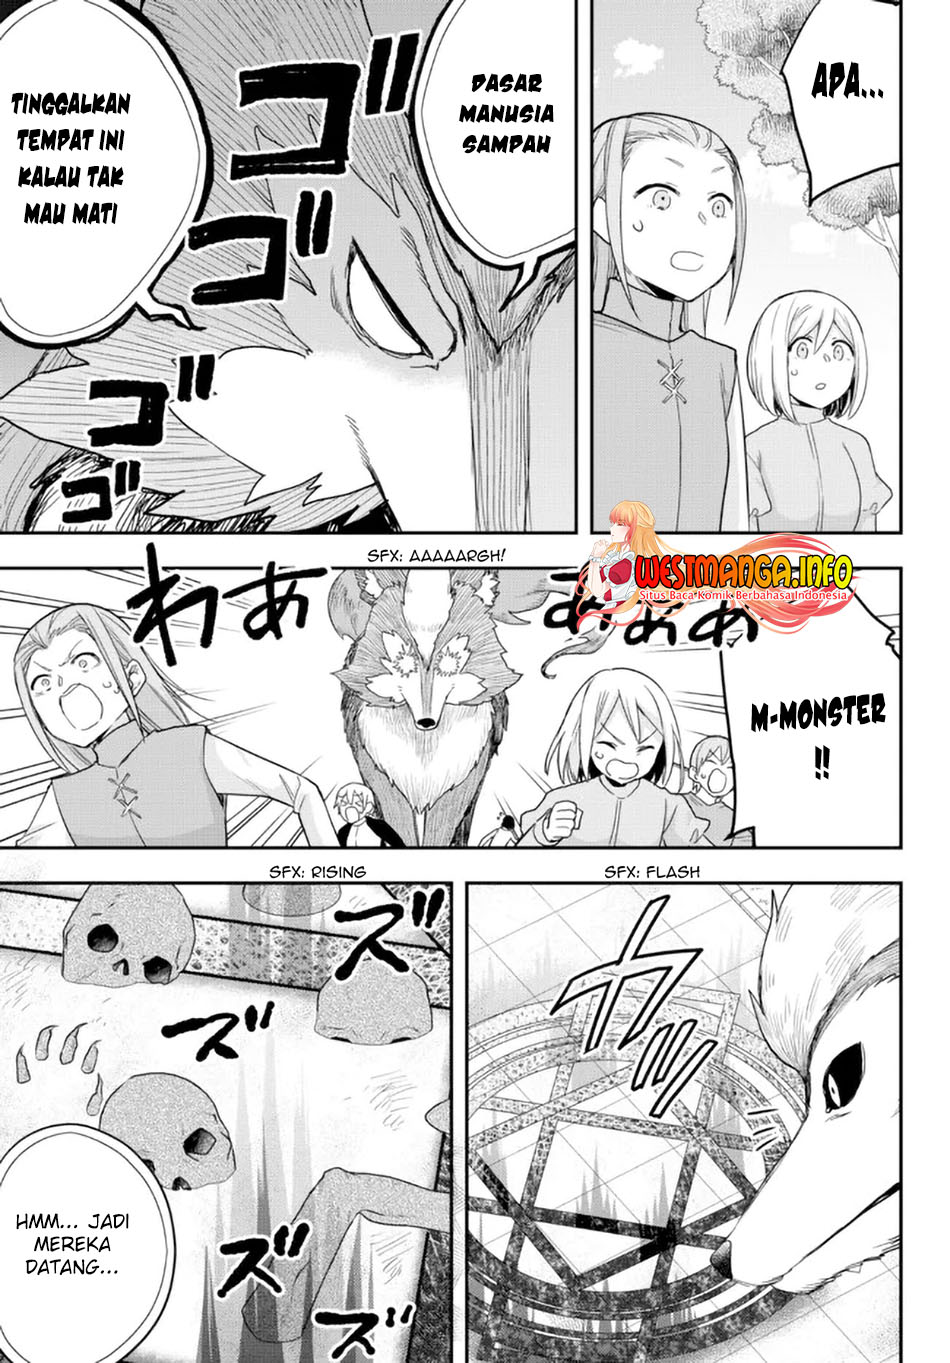 APA...
DASAR
MANUSIA
SAMPAH
TINGGALKAN
TEMPAT INI
KALAU TAK
MAU MATI
ゴゴゴゴ
SFX: AAAAARGH!
WESTMANGA.INFO
Situs Baca Komik Berbahasa Indonesia
M-MONSTER
!!
わあ
ああぁー
SFX: FLASH
カッ
SFX: RISING
ズズズ
HMM... JADI
MEREKA
DATANG...